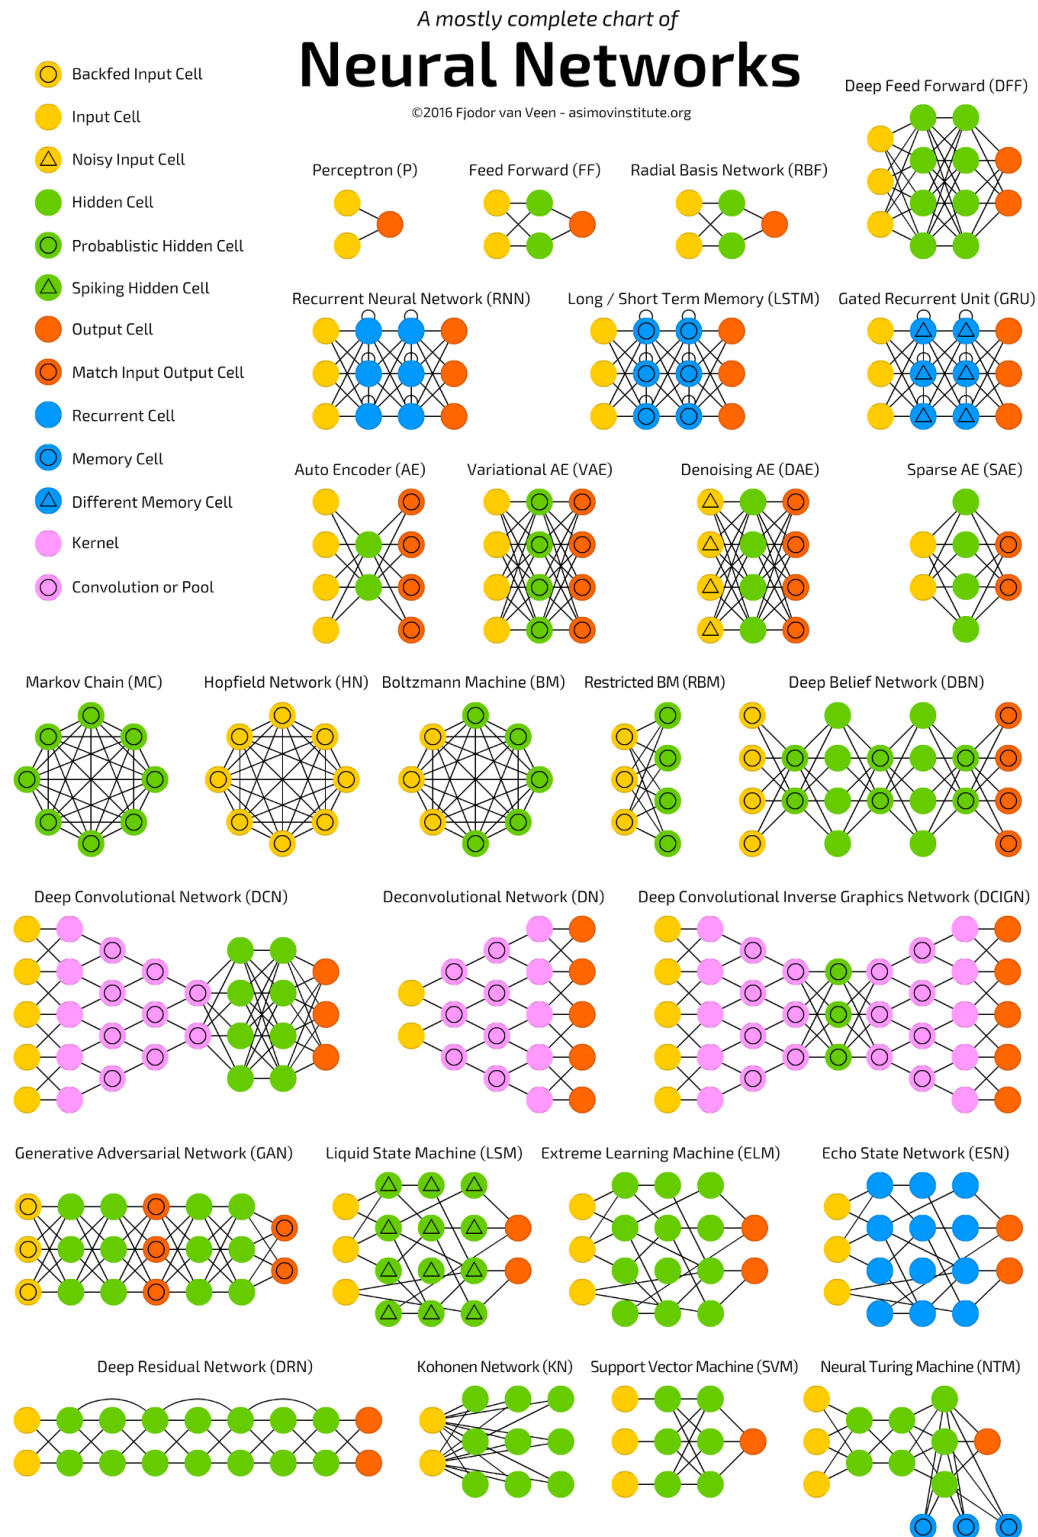 A mostly complete chart of
Neural Networks
©2016 Fjodor van Veen - asimovinstitute.org
Backfed Input Cell
Input Cell
Noisy Input Cell
Hidden Cell
Probablistic Hidden Cell
Spiking Hidden Cell
Output Cell
Match Input Output Cell
Recurrent Cell
Memory Cell
Different Memory Cell
Kernel
Convolution or Pool
Deep Feed Forward (DFF)
Perceptron (P)
Feed Forward (FF)
Radial Basis Network (RBF)
Recurrent Neural Network (RNN)
Long / Short Term Memory (LSTM)
Gated Recurrent Unit (GRU)
Auto Encoder (AE)
Variational AE (VAE)
Denoising AE (DAE)
Sparse AE (SAE)
Markov Chain (MC)
Hopfield Network (HN)
Boltzmann Machine (BM)
Restricted BM (RBM)
Deep Belief Network (DBN)
Deep Convolutional Network (DCN)
Deconvolutional Network (DN)
Deep Convolutional Inverse Graphics Network (DCIGN)
Generative Adversarial Network (GAN)
Liquid State Machine (LSM)
Extreme Learning Machine (ELM)
Echo State Network (ESN)
Deep Residual Network (DRN)
Kohonen Network (KN)
Support Vector Machine (SVM)
Neural Turing Machine (NTM)